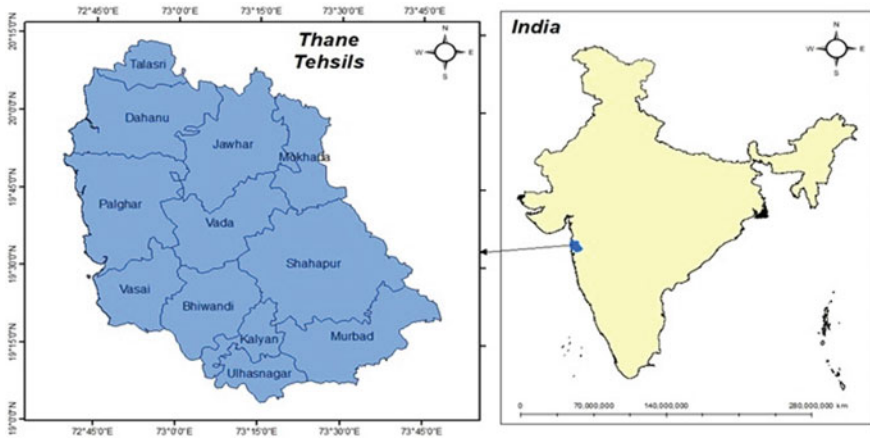 72°45'0"E 73°0'0"E 73°15'0"E 73°30'0"E 73°45'0"E
Thane
Tehsils
N
W E
S
20°15'0"N
20°0'0"N
19°45'0"N
19°30'0"N
19°15'0"N
19°0'0"N
Talasri
Dahanu
Jawhar
Mokhada
Palghar
Vada
Shahapur
Vasai
Bhiwandi
Kalyan
Murbad
Ulhasnagar
72°45'0"E 73°0'0"E 73°15'0"E 73°30'0"E 73°45'0"E
India
N
W E
S
0 70,000,000 140,000,000 280,000,000 km